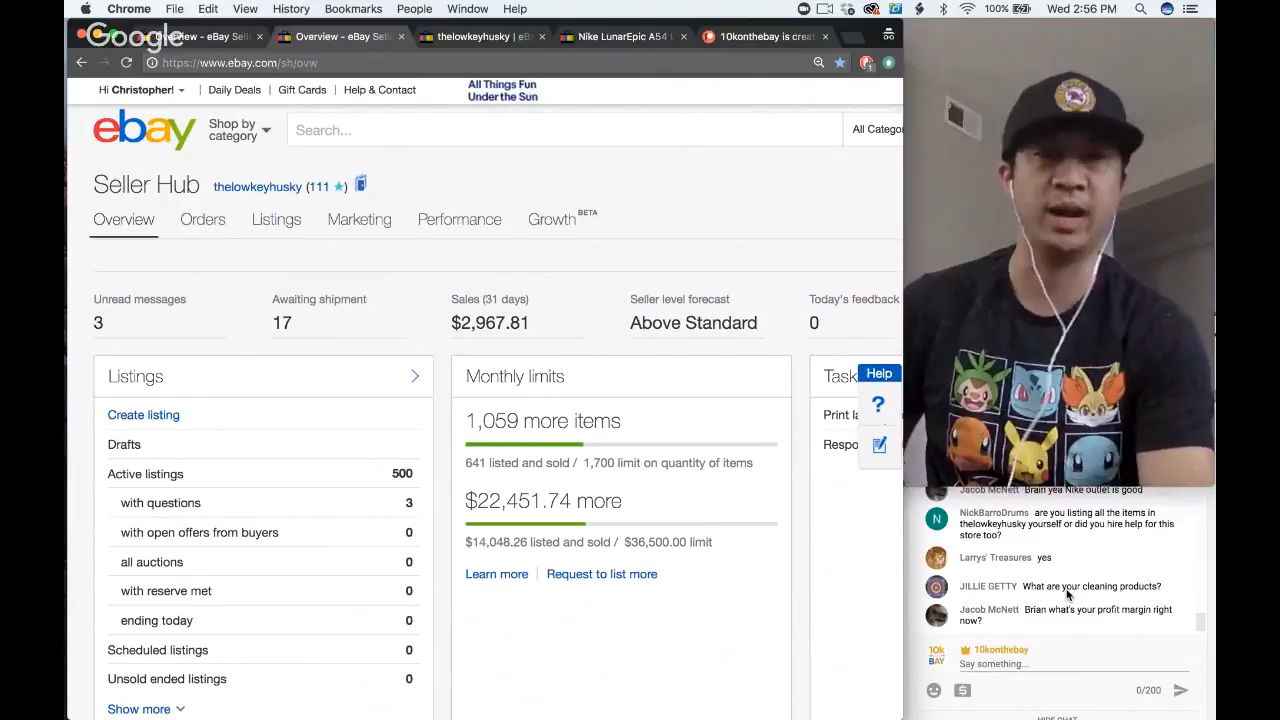 Chrome File Edit View History Bookmarks People Window Help 100% Wed 2:56 PM
Google
Overview - eBay Selle × Overview - eBay Selle × thelowkeyhusky | eB × Nike LunarEpic A54 L × 10konthebay is creat ×
https://www.ebay.com/sh/ovw
Hi Christopher! Daily Deals Gift Cards Help & Contact
All Things Fun
Under the Sun
ebay
Shop by
category
Search...
All Catego
Seller Hub thelowkeyhusky (111 ★)
Overview Orders Listings Marketing Performance Growth BETA
Unread messages Awaiting shipment Sales (31 days) Seller level forecast Today's feedback
3 17 $2,967.81 Above Standard 0
Listings
Create listing
Drafts
Active listings 500
with questions 3
with open offers from buyers 0
all auctions 0
with reserve met 0
ending today 0
Scheduled listings 0
Unsold ended listings 0
Show more
Monthly limits
1,059 more items
641 listed and sold / 1,700 limit on quantity of items
$22,451.74 more
$14,048.26 listed and sold / $36,500.00 limit
Learn more Request to list more
Task
Print la
Respo
Help
?
Jacob McNett Brain yea Nike outlet is good
N
NickBarroDrums are you listing all the items in
thelowkeyhusky yourself or did you hire help for this
store too?
Larrys' Treasures yes
JILLIE GETTY What are your cleaning products?
Jacob McNett Brian what's your profit margin right
now?
10k
BAY
10konthebay
Say something...
0/200
HIDE CHAT